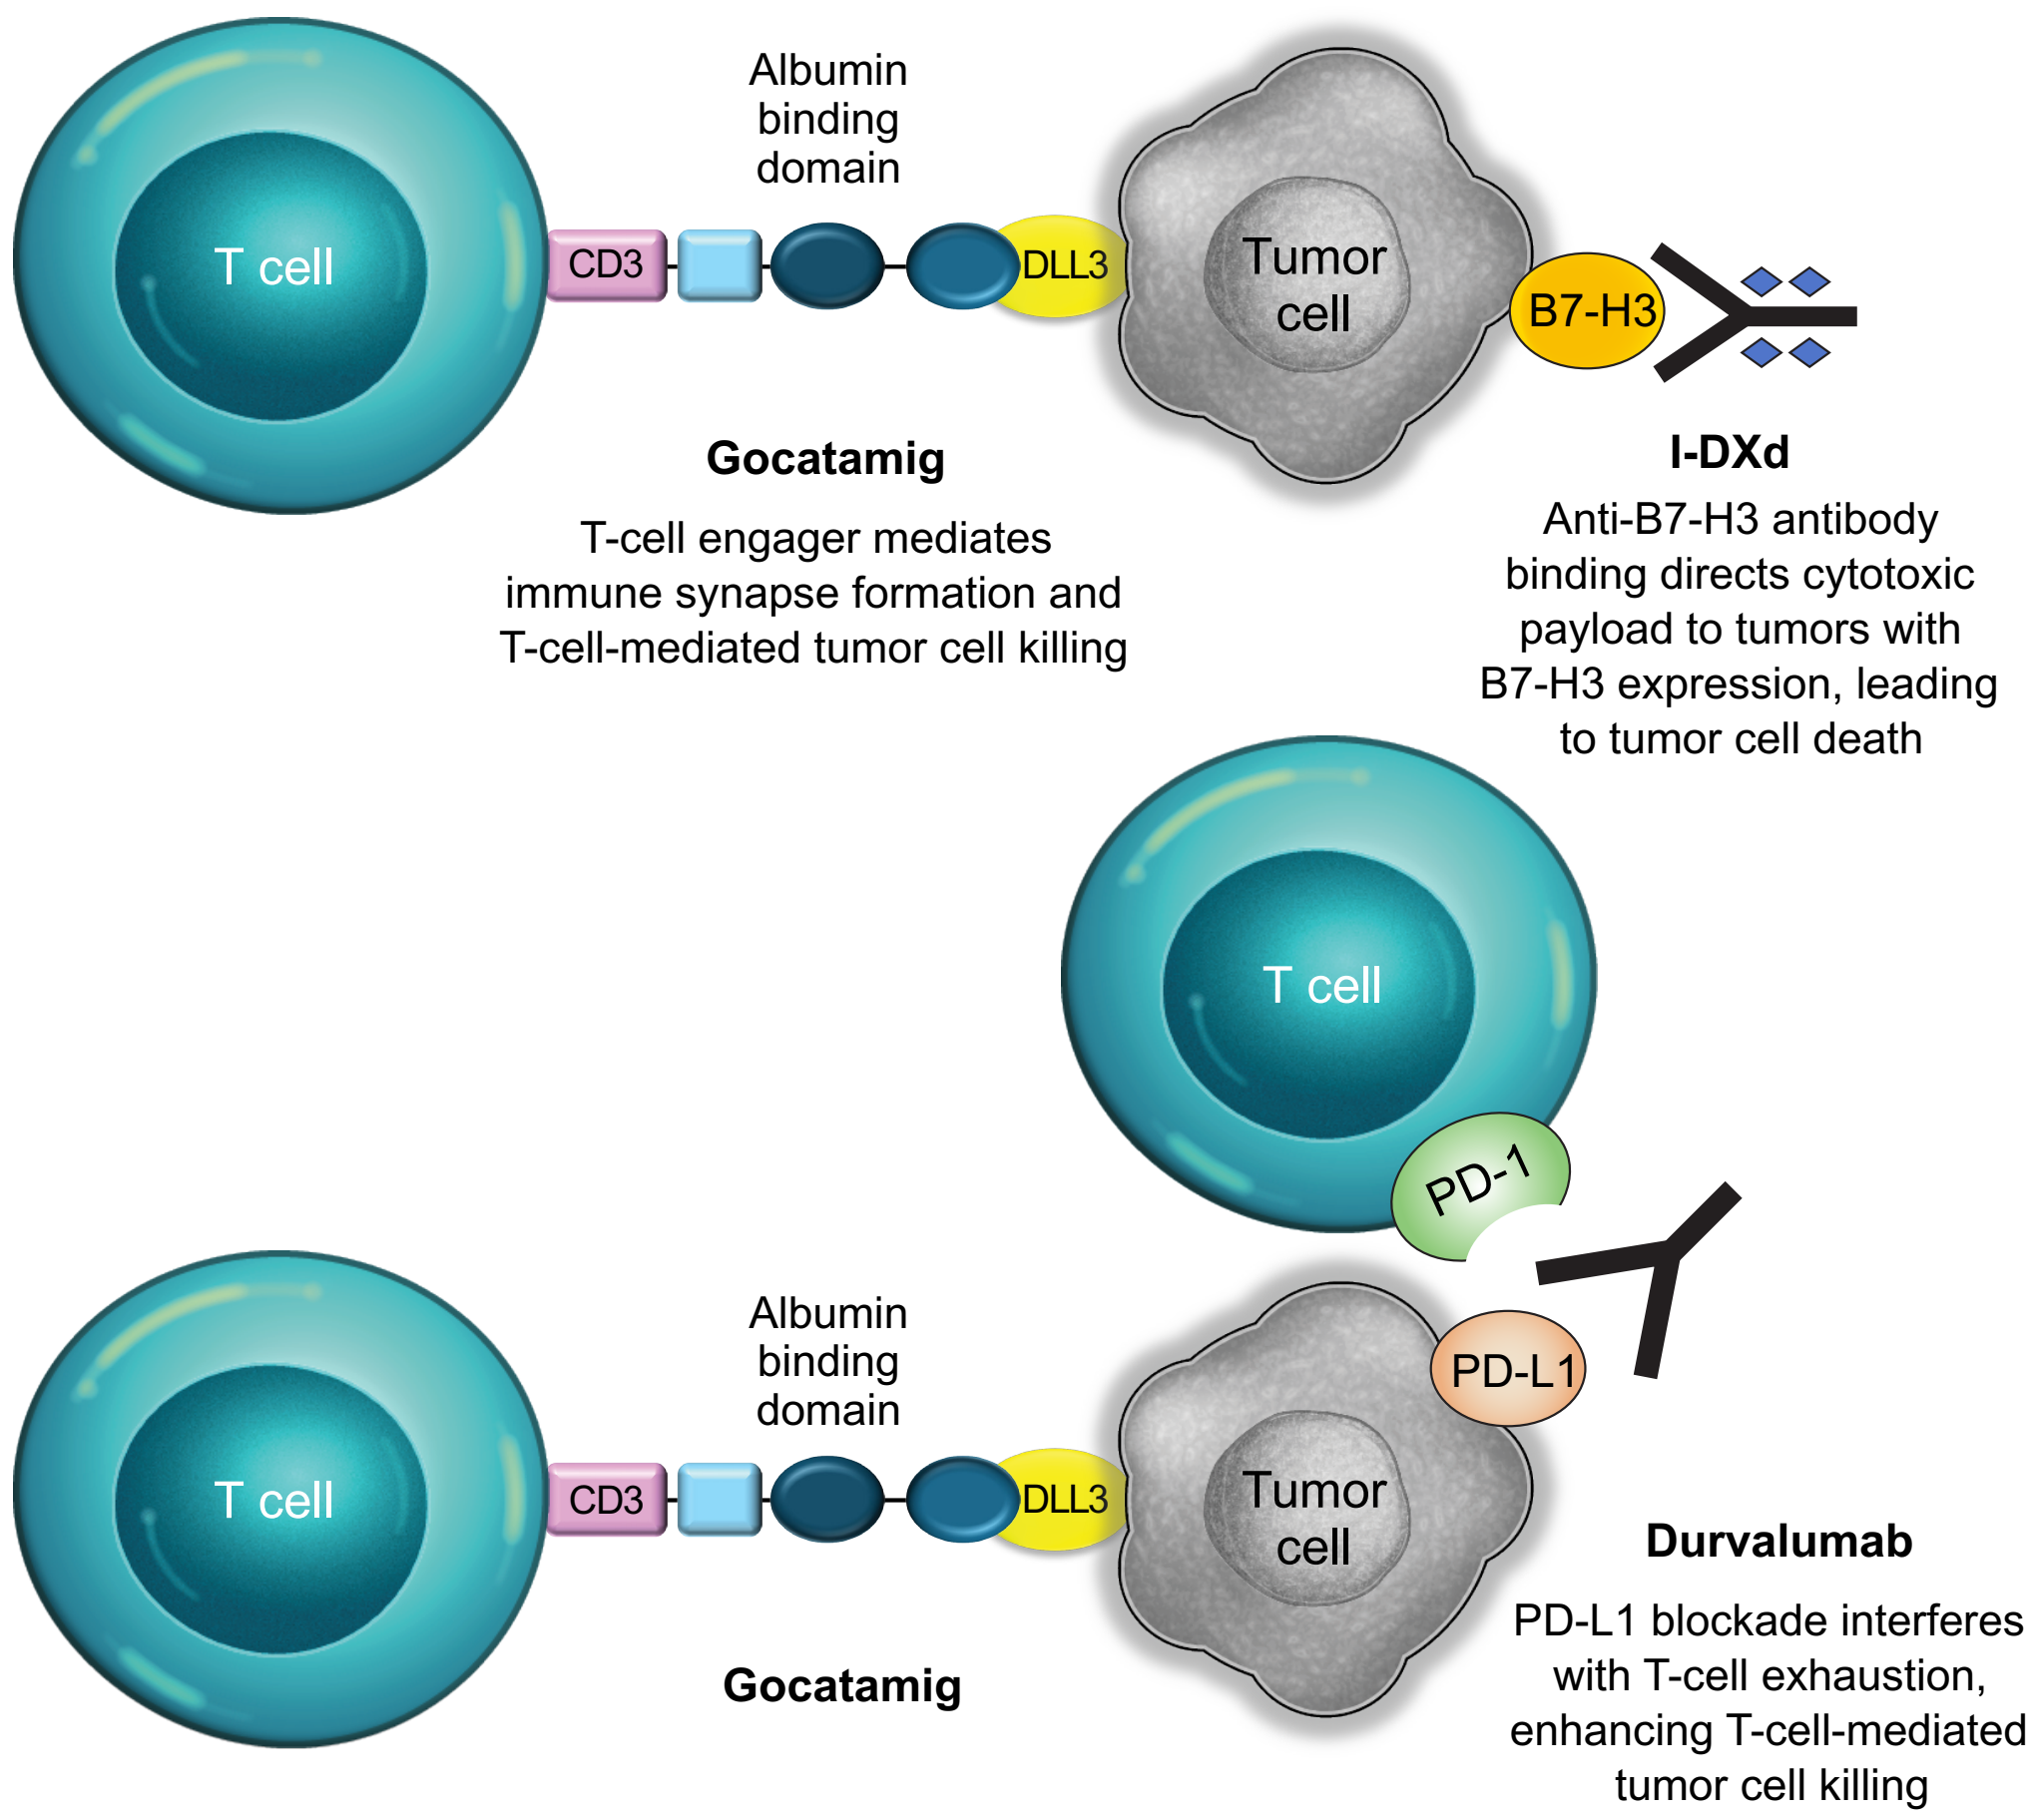 Albumin
binding
domain
T cell
CD3
DLL3
Tumor
cell
B7-H3
Gocatamig
T-cell engager mediates
immune synapse formation and
T-cell-mediated tumor cell killing
I-DXd
Anti-B7-H3 antibody
binding directs cytotoxic
payload to tumors with
B7-H3 expression, leading
to tumor cell death
T cell
PD-1
PD-L1
Albumin
binding
domain
T cell
CD3
DLL3
Tumor
cell
Gocatamig
Durvalumab
PD-L1 blockade interferes
with T-cell exhaustion,
enhancing T-cell-mediated
tumor cell killing